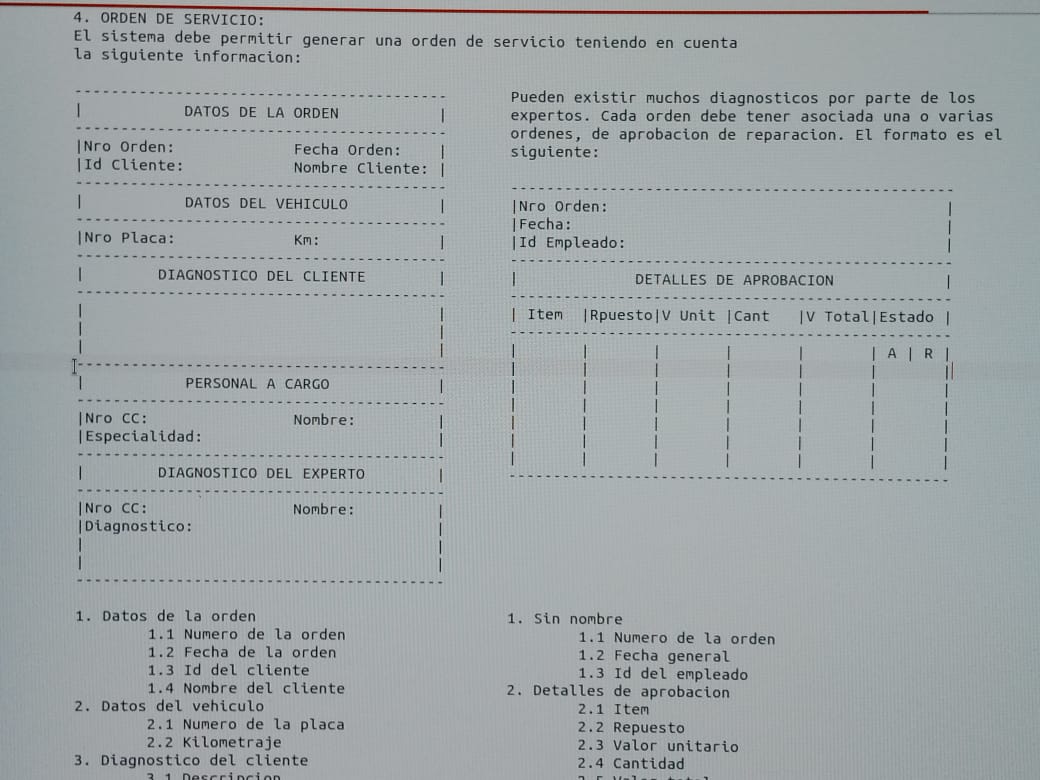 4. ORDEN DE SERVICIO:
El sistema debe permitir generar una orden de servicio teniendo en cuenta
la siguiente informacion:
DATOS DE LA ORDEN
Nro Orden: Fecha Orden:
Id Cliente: Nombre Cliente:
DATOS DEL VEHICULO
Nro Placa: Km:
DIAGNOSTICO DEL CLIENTE
PERSONAL A CARGO
Nro CC: Nombre:
Especialidad:
DIAGNOSTICO DEL EXPERTO
Nro CC: Nombre:
Diagnostico:
1. Datos de la orden
1.1 Numero de la orden
1.2 Fecha de la orden
1.3 Id del cliente
1.4 Nombre del cliente
2. Datos del vehiculo
2.1 Numero de la placa
2.2 Kilometraje
3. Diagnostico del cliente
3.1 Descripcion
Pueden existir muchos diagnosticos por parte de los
expertos. Cada orden debe tener asociada una o varias
ordenes, de aprobacion de reparacion. El formato es el
siguiente:
Nro Orden:
Fecha:
Id Empleado:
DETALLES DE APROBACION
| Item |Rpuesto|V Unit |Cant |V Total|Estado |
| A | R |
1. Sin nombre
1.1 Numero de la orden
1.2 Fecha general
1.3 Id del empleado
2. Detalles de aprobacion
2.1 Item
2.2 Repuesto
2.3 Valor unitario
2.4 Cantidad